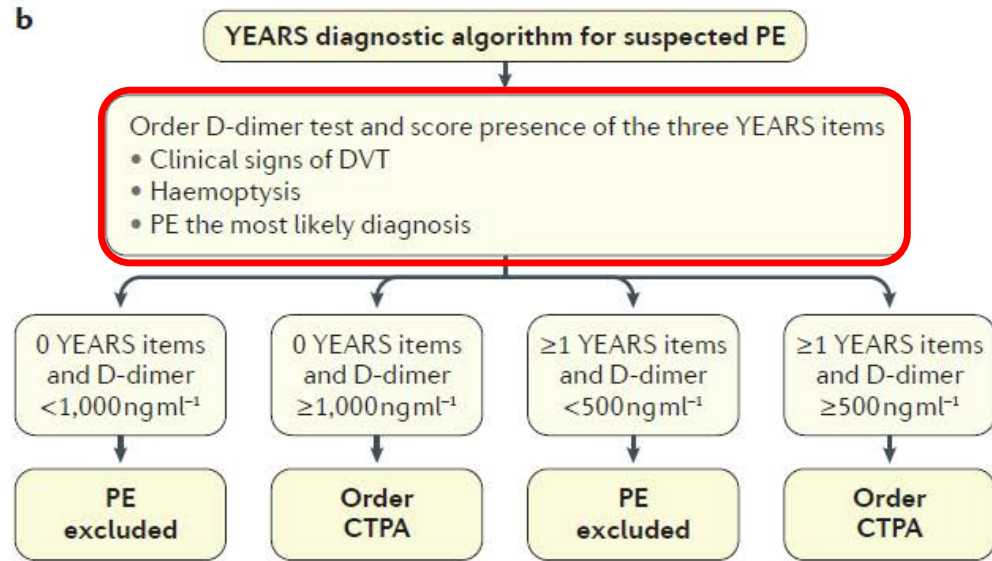 b
YEARS diagnostic algorithm for suspected PE
Order D-dimer test and score presence of the three YEARS items
• Clinical signs of DVT
• Haemoptysis
• PE the most likely diagnosis
0 YEARS items
and D-dimer
<1,000 ng ml⁻¹
0 YEARS items
and D-dimer
≥1,000 ng ml⁻¹
≥1 YEARS items
and D-dimer
<500 ng ml⁻¹
≥1 YEARS items
and D-dimer
≥500 ng ml⁻¹
PE
excluded
Order
CTPA
PE
excluded
Order
CTPA